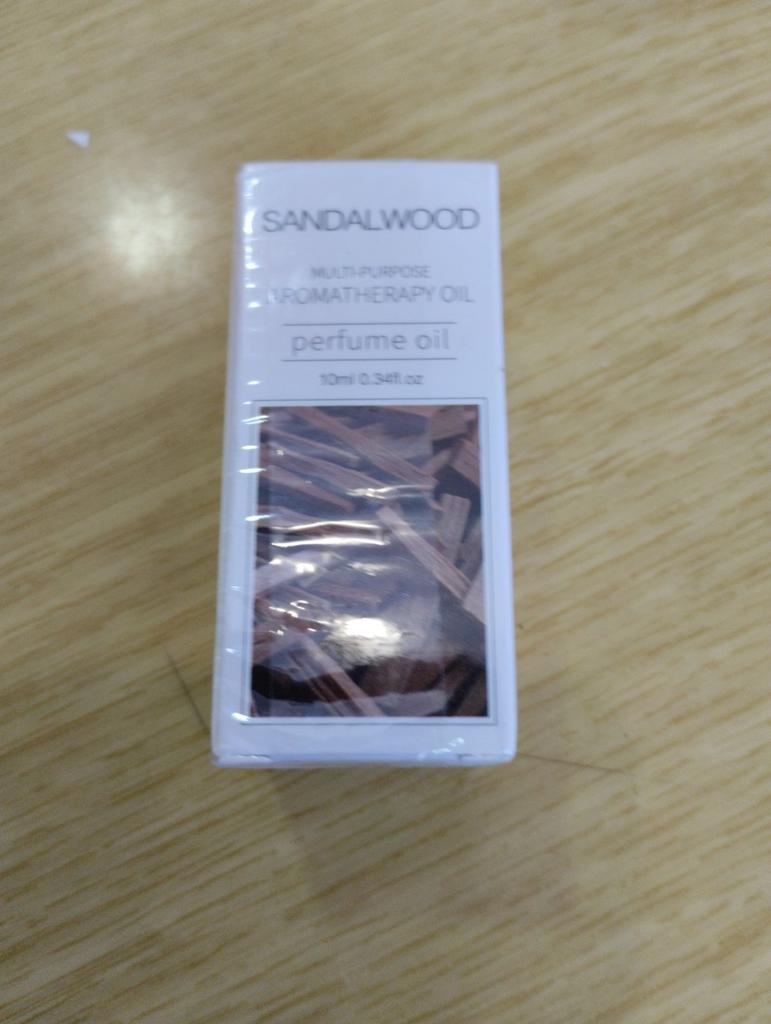 SANDALWOOD
MULTI-PURPOSE
AROMATHERAPY OIL
perfume oil
10ml 0.34fl.oz